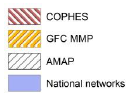 COPHES
GFC MMP
AMAP
National networks